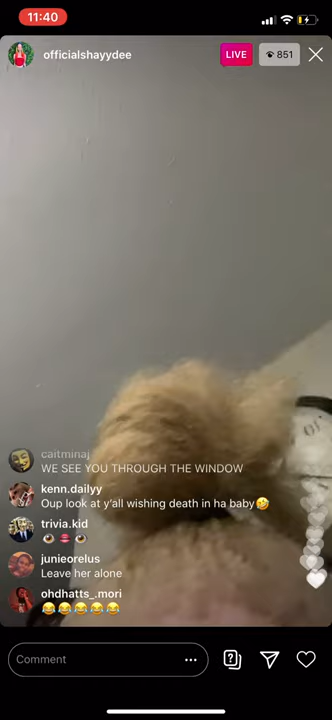 11:40
officialshayydee
LIVE
851
caitminaj
WE SEE YOU THROUGH THE WINDOW
kenn.dailyy
Oup look at y'all wishing death in ha baby🤣
trivia.kid
👁️👄👁️
junieorelus
Leave her alone
ohdhatts_.mori
😂😂😂😂😂
Comment